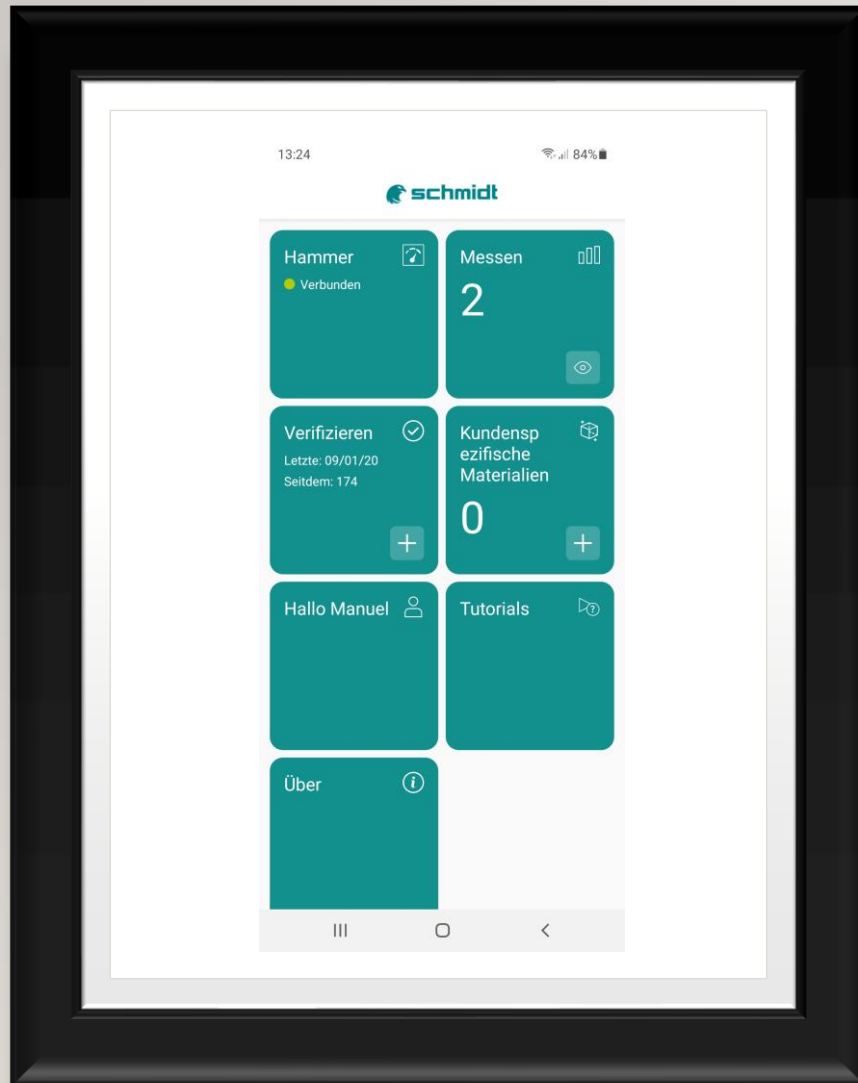 13:24
84%
schmidt
Hammer
Verbunden
Messen
2
Verifizieren
Letzte: 09/01/20
Seitdem: 174
Kundensp
ezifische
Materialien
0
Hallo Manuel
Tutorials
Über